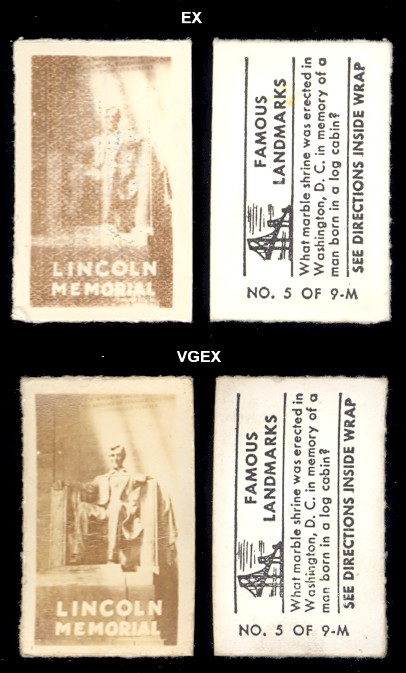 EX
LINCOLN
MEMORIAL
FAMOUS
LANDMARKS
What marble shrine was erected in
Washington, D. C. in memory of a
man born in a log cabin?
SEE DIRECTIONS INSIDE WRAP
NO. 5 OF 9-M
VGEX
LINCOLN
MEMORIAL
FAMOUS
LANDMARKS
What marble shrine was erected in
Washington, D. C. in memory of a
man born in a log cabin?
SEE DIRECTIONS INSIDE WRAP
NO. 5 OF 9-M